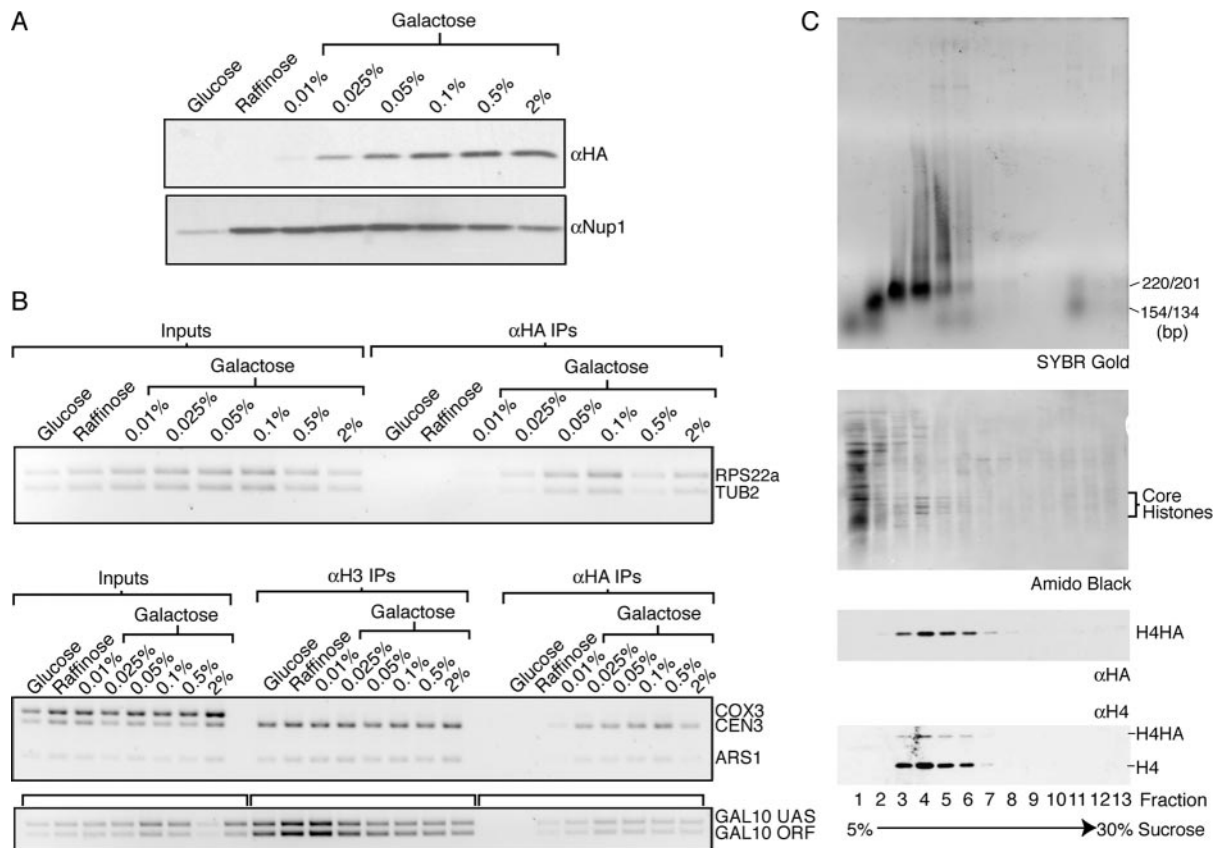 A
Galactose
Glucose
Raffinose
0.01%
0.025%
0.05%
0.1%
0.5%
2%
αHA
αNup1
B
Inputs
αHA IPs
Galactose
Galactose
Glucose
Raffinose
0.01%
0.025%
0.05%
0.1%
0.5%
2%
Glucose
Raffinose
0.01%
0.025%
0.05%
0.1%
0.5%
2%
RPS22a
TUB2
Inputs
αH3 IPs
αHA IPs
Galactose
Galactose
Galactose
Glucose
Raffinose
0.01%
0.025%
0.05%
0.1%
0.5%
2%
Glucose
Raffinose
0.01%
0.025%
0.05%
0.1%
0.5%
2%
Glucose
Raffinose
0.01%
0.025%
0.05%
0.1%
0.5%
2%
COX3
CEN3
ARS1
GAL10 UAS
GAL10 ORF
C
220/201
154/134
(bp)
SYBR Gold
Core
Histones
Amido Black
H4HA
αHA
αH4
H4HA
H4
1 2 3 4 5 6 7 8 9 10 11 12 13 Fraction
5% 30% Sucrose